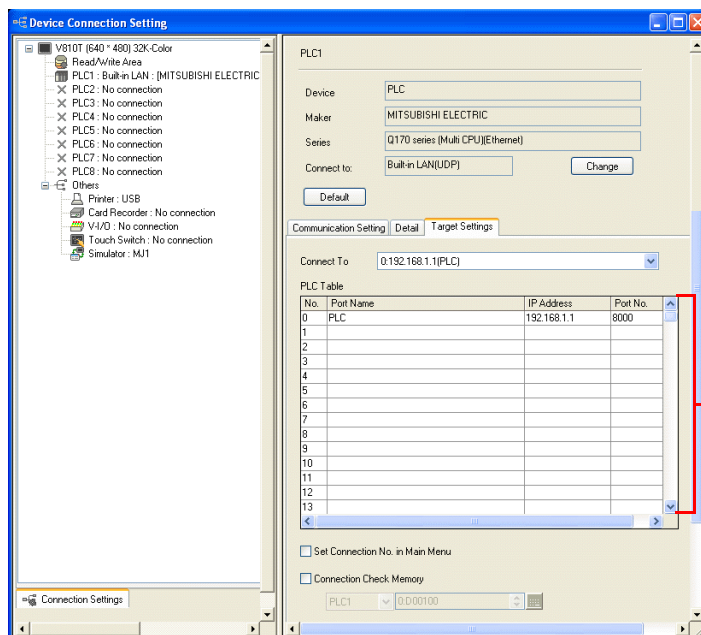 Device Connection Setting
V810T (640 * 480) 32K-Color
Read/Write Area
PLC1 : Built-in LAN : [MITSUBISHI ELECTRIC
PLC2 : No connection
PLC3 : No connection
PLC4 : No connection
PLC5 : No connection
PLC6 : No connection
PLC7 : No connection
PLC8 : No connection
Others
Printer : USB
Card Recorder : No connection
V-I/O : No connection
Touch Switch : No connection
Simulator : MJ1
Connection Settings
PLC1
Device PLC
Maker MITSUBISHI ELECTRIC
Series Q170 series (Multi CPU)(Ethernet)
Connect to: Built-in LAN(UDP) Change
Default
Communication Setting Detail Target Settings
Connect To 0:192.168.1.1(PLC)
PLC Table
No. Port Name IP Address Port No.
0 PLC 192.168.1.1 8000
1
2
3
4
5
6
7
8
9
10
11
12
13
Set Connection No. in Main Menu
Connection Check Memory
PLC1 0:D00100